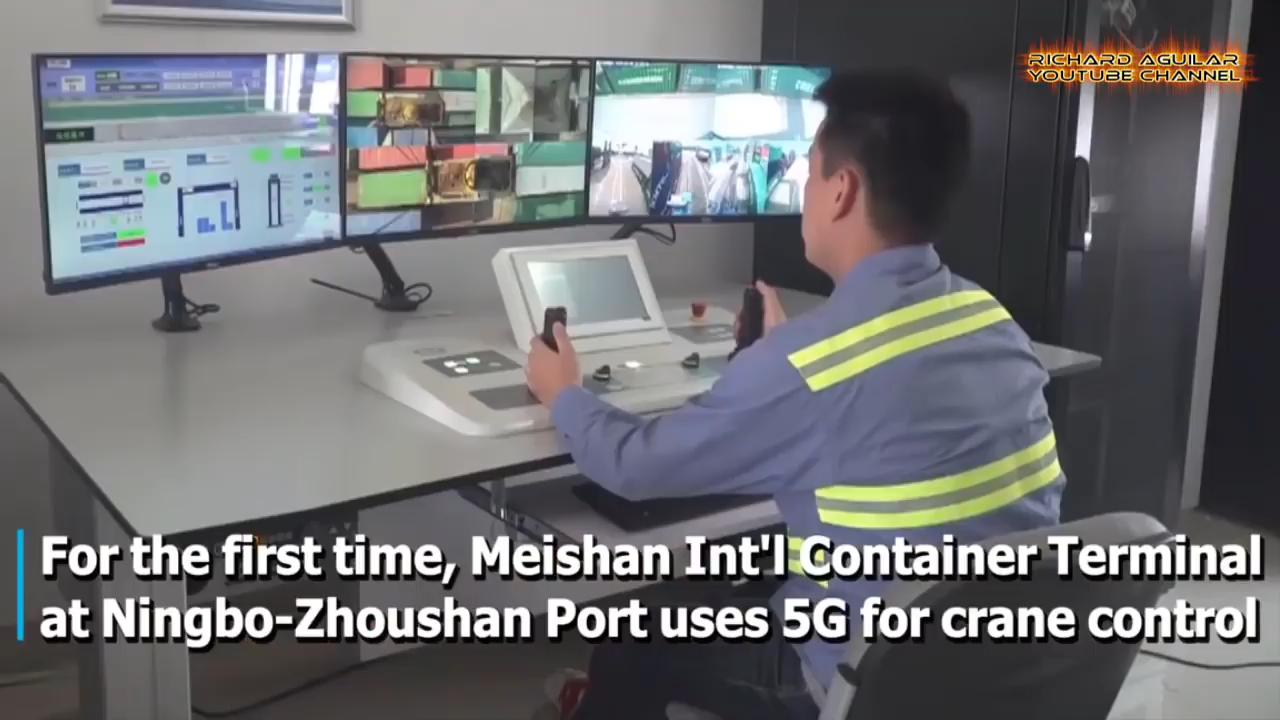 RICHARD AGUILAR
YOUTUBE CHANNEL
For the first time, Meishan Int'l Container Terminal
at Ningbo-Zhoushan Port uses 5G for crane control